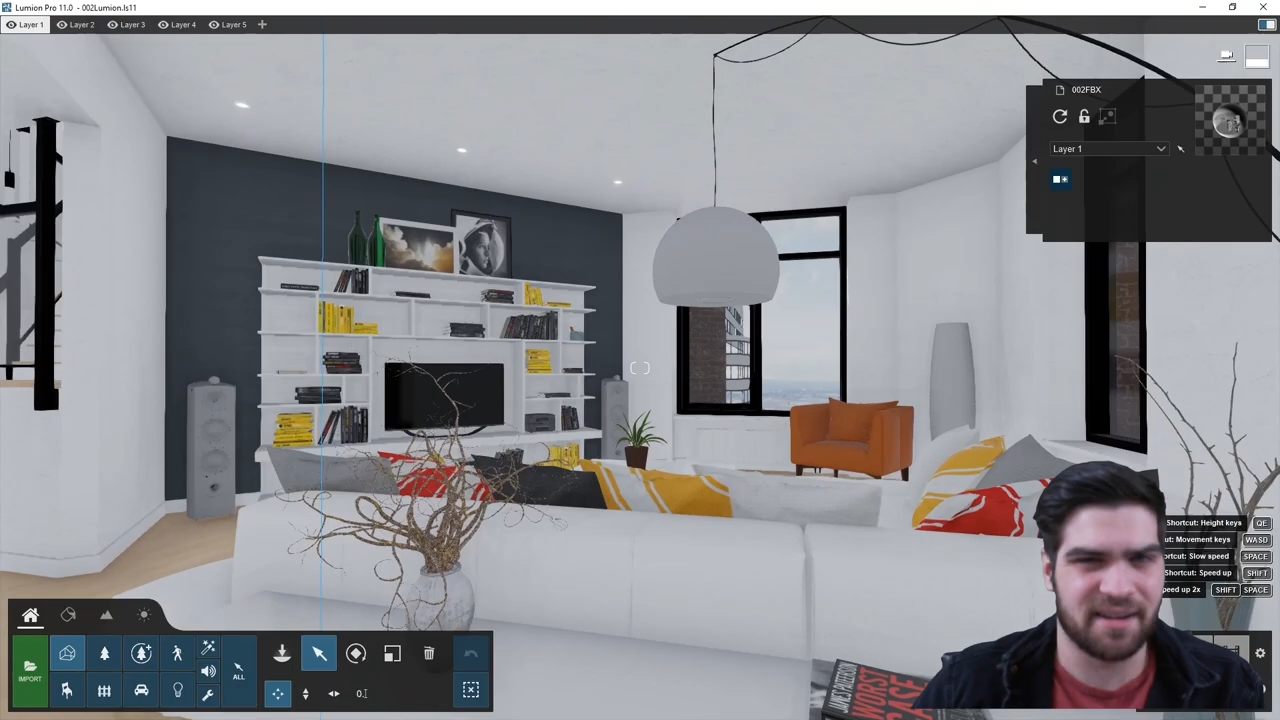 Lumion Pro 11.0 - 002Lumion.ls11
Layer 1 Layer 2 Layer 3 Layer 4 Layer 5
002FBX
Layer 1
Shortcut: Height keys QE
ut: Movement keys WASD
ortcut: Slow speed SPACE
Shortcut: Speed up SHIFT
peed up 2x SHIFT SPACE
IMPORT
ALL
0.
JAMES PATTERSON
WORST
CASE